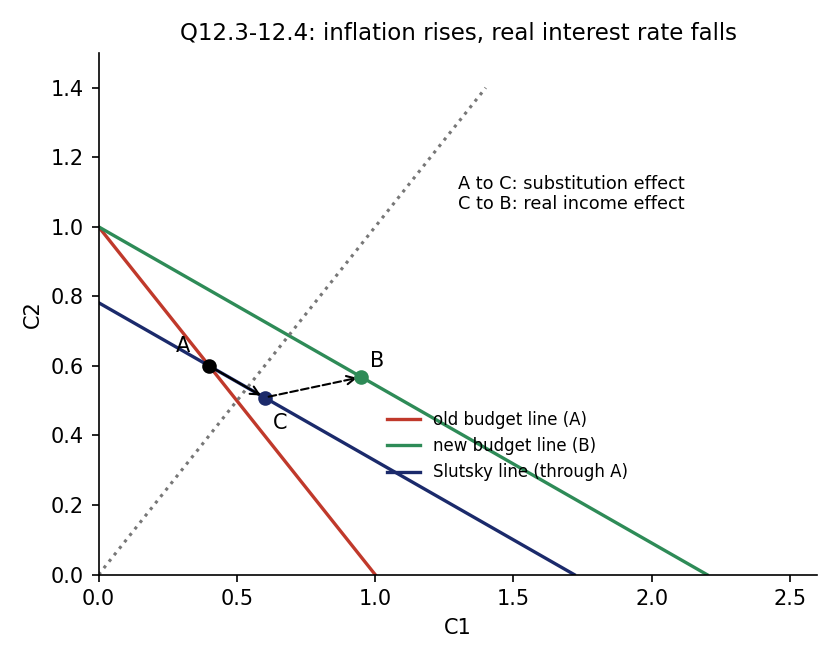 Q12.3-12.4: inflation rises, real interest rate falls
1.4
1.2
1.0
0.8
0.6
0.4
0.2
0.0
C2
A to C: substitution effect
C to B: real income effect
A
B
C
old budget line (A)
new budget line (B)
Slutsky line (through A)
0.0 0.5 1.0 1.5 2.0 2.5
C1